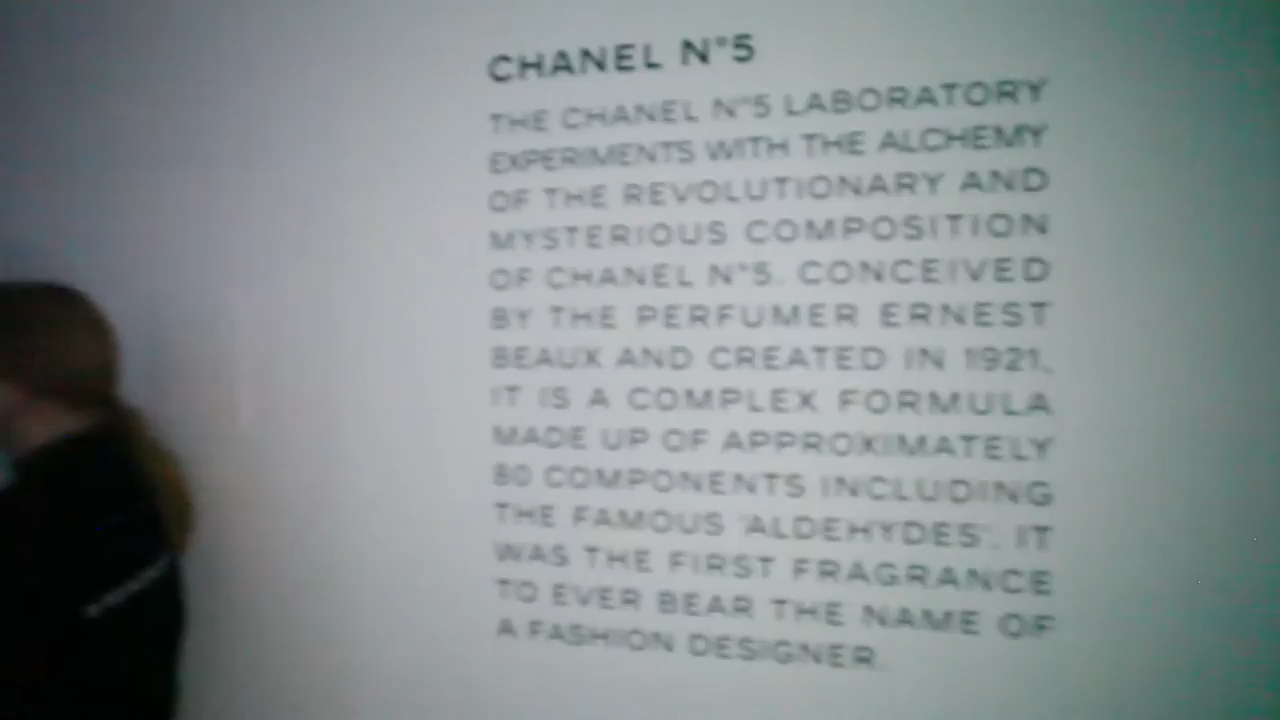 CHANEL N°5
THE CHANEL N°5 LABORATORY
EXPERIMENTS WITH THE ALCHEMY
OF THE REVOLUTIONARY AND
MYSTERIOUS COMPOSITION
OF CHANEL N°5. CONCEIVED
BY THE PERFUMER ERNEST
BEAUX AND CREATED IN 1921,
IT IS A COMPLEX FORMULA
MADE UP OF APPROXIMATELY
80 COMPONENTS INCLUDING
THE FAMOUS 'ALDEHYDES'. IT
WAS THE FIRST FRAGRANCE
TO EVER BEAR THE NAME OF
A FASHION DESIGNER.